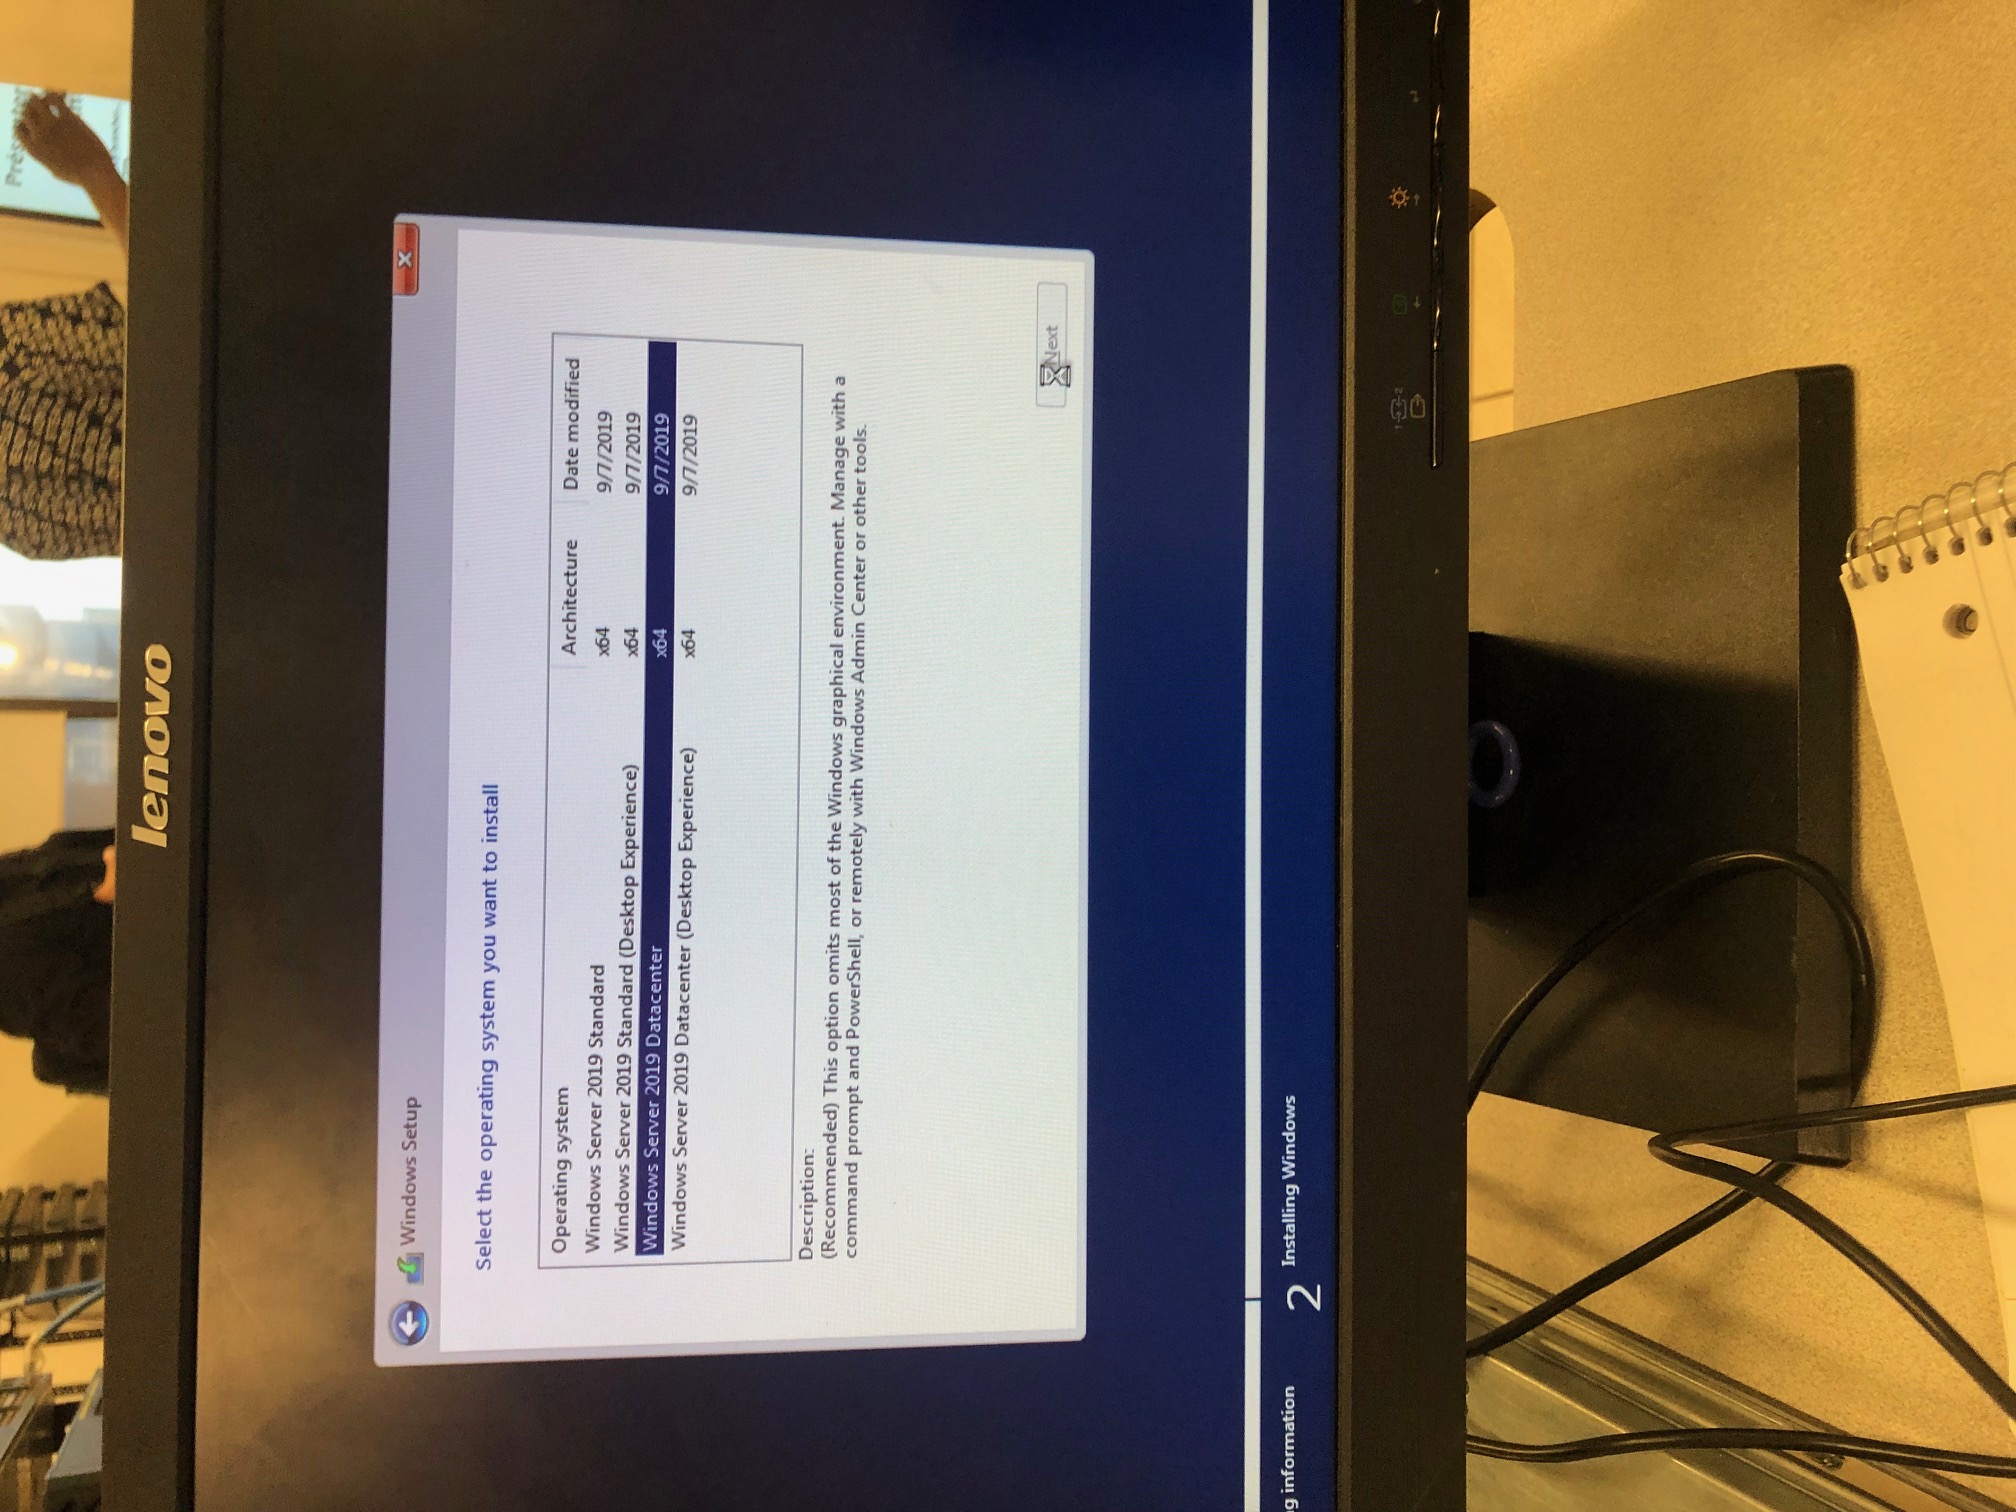 Présenter
lenovo
Windows Setup
Select the operating system you want to install
Operating system Architecture Date modified
Windows Server 2019 Standard x64 9/7/2019
Windows Server 2019 Standard (Desktop Experience) x64 9/7/2019
Windows Server 2019 Datacenter x64 9/7/2019
Windows Server 2019 Datacenter (Desktop Experience) x64 9/7/2019
Description:
(Recommended) This option omits most of the Windows graphical environment. Manage with a
command prompt and PowerShell, or remotely with Windows Admin Center or other tools.
Next
g information
2 Installing Windows